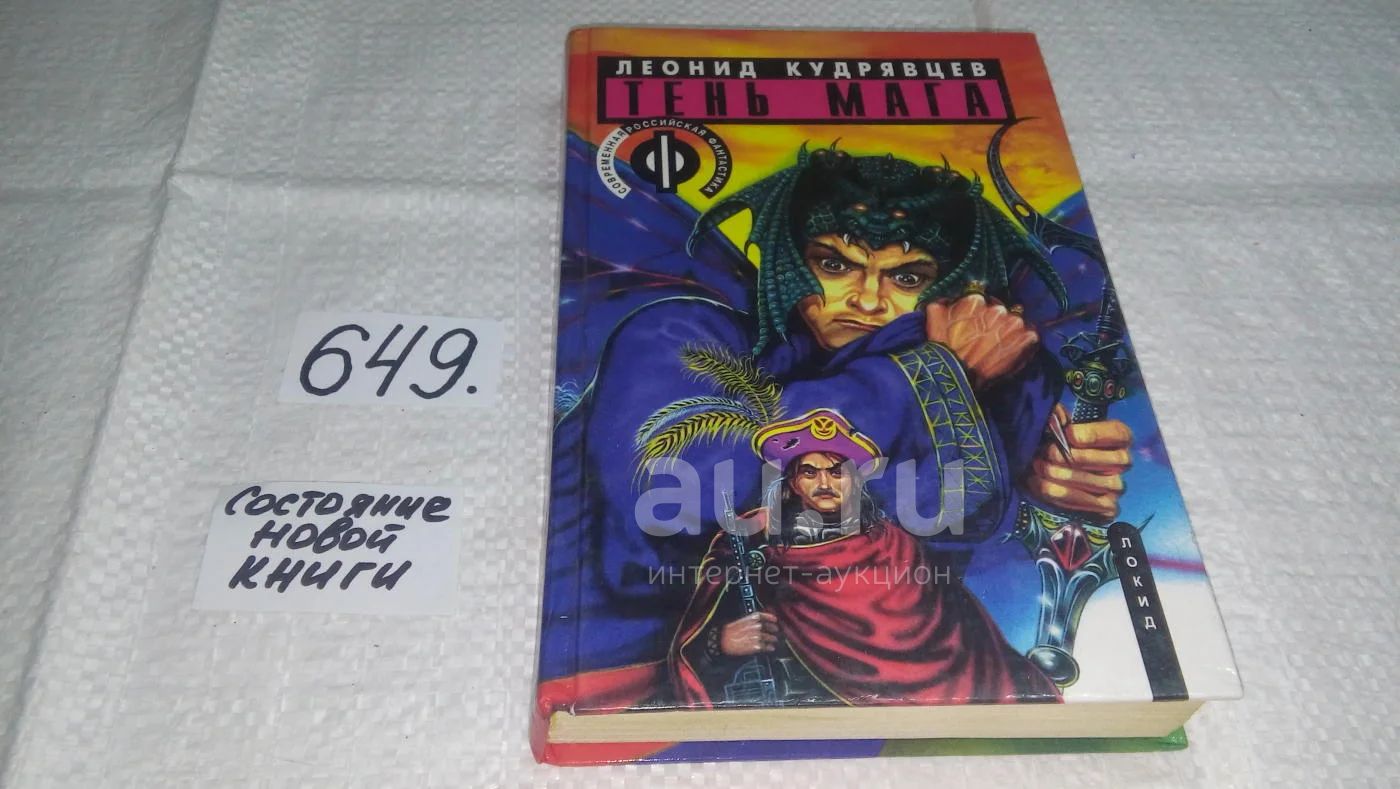 ЛЕОНИД КУДРЯВЦЕВ
ТЕНЬ МАГА
СОВРЕМЕННАЯ РОССИЙСКАЯ ФАНТАСТИКА
Ф
649.
СОСТОЯНИЕ
НОВОЙ
КНИГИ
au.ru
интернет-аукцион
ЛОКИД